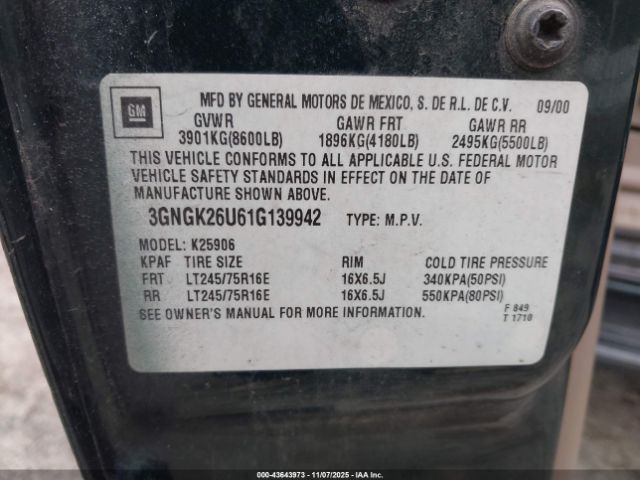 GM
MFD BY GENERAL MOTORS DE MEXICO, S. DE R.L. DE C.V. 09/00
GVWR GAWR FRT GAWR RR
3901KG(8600LB) 1896KG(4180LB) 2495KG(5500LB)
THIS VEHICLE CONFORMS TO ALL APPLICABLE U.S. FEDERAL MOTOR
VEHICLE SAFETY STANDARDS IN EFFECT ON THE DATE OF
MANUFACTURE SHOWN ABOVE.
3GNGK26U61G139942 TYPE: M.P.V.
MODEL: K25906
KPAF TIRE SIZE RIM COLD TIRE PRESSURE
FRT LT245/75R16E 16X6.5J 340KPA(50PSI)
RR LT245/75R16E 16X6.5J 550KPA(80PSI)
SEE OWNER'S MANUAL FOR MORE INFORMATION.
F 849
T 1710
000-43643973 - 11/07/2025 - IAAI.com